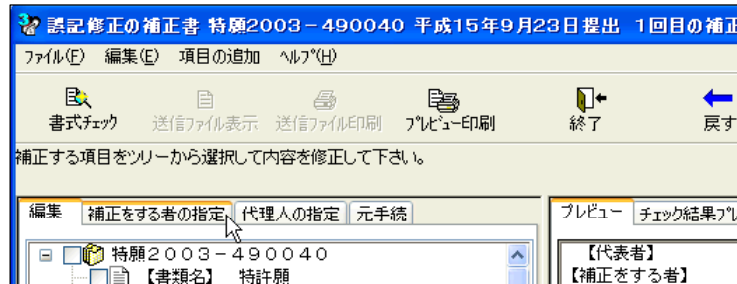 誤記修正の補正書 特願2003-490040 平成15年9月23日提出 1回目の補正
ファイル(F) 編集(E) 項目の追加 ヘルプ(H)
書式チェック 送信ファイル表示 送信ファイル印刷 プレビュー印刷 終了 戻す
補正する項目をツリーから選択して内容を修正して下さい。
編集 補正をする者の指定 代理人の指定 元手続 プレビュー チェック結果プレ
特願2003-490040 【代表者】
【書類名】 特許願 【補正をする者】